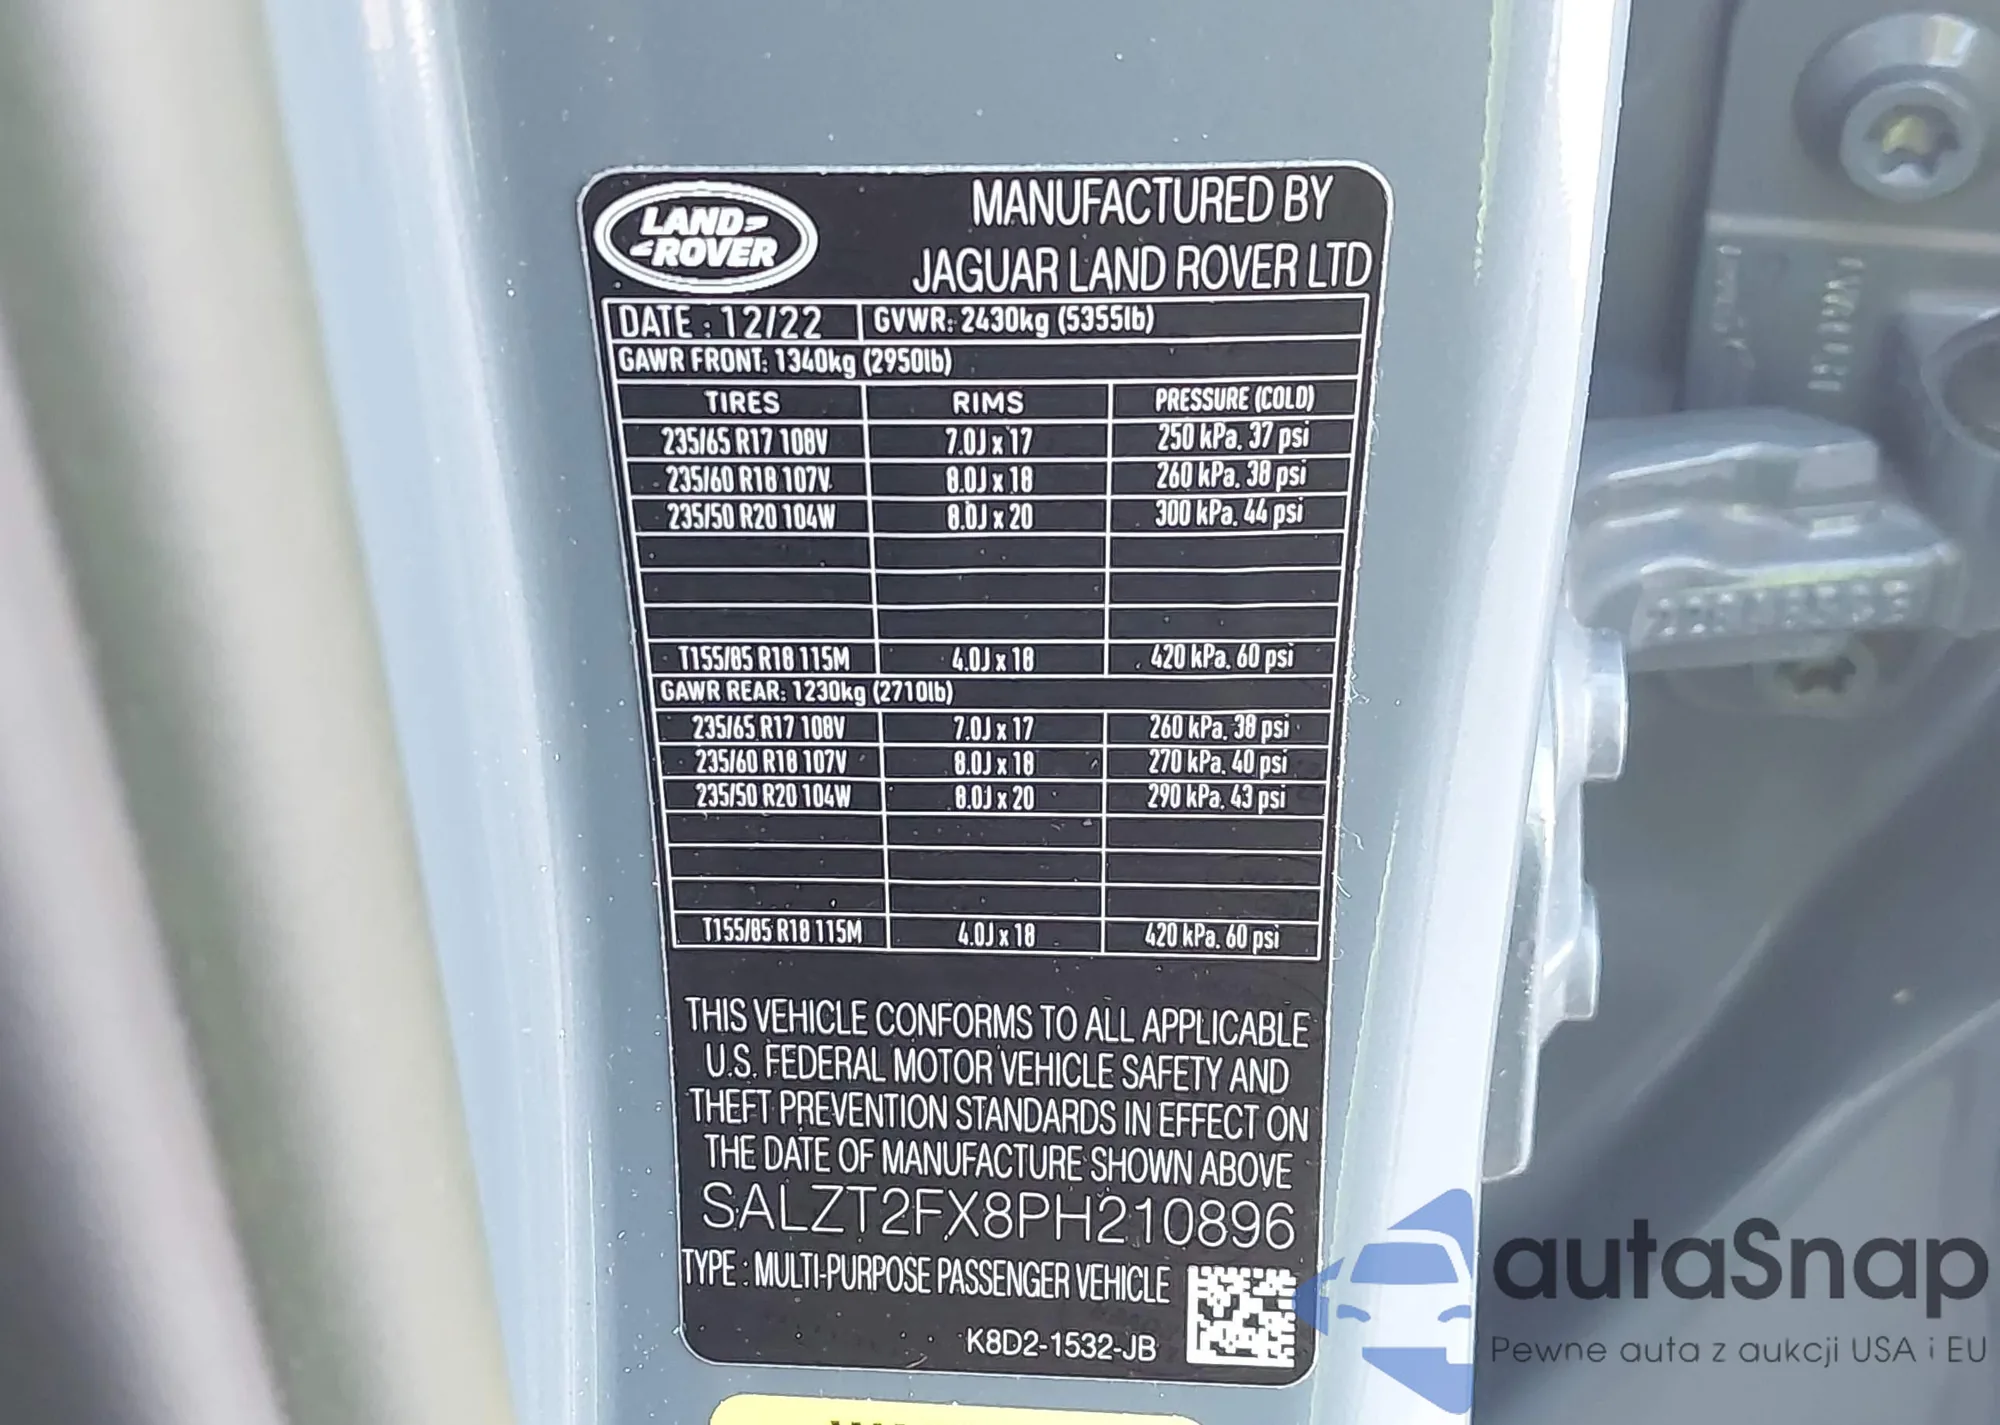 LAND-
-ROVER
MANUFACTURED BY
JAGUAR LAND ROVER LTD
DATE : 12/22 GVWR: 2430kg (5355lb)
GAWR FRONT: 1340kg (2950lb)
TIRES RIMS PRESSURE (COLD)
235/65 R17 108V 7.0J x 17 250 kPa. 37 psi
235/60 R18 107V 8.0J x 18 260 kPa. 38 psi
235/50 R20 104W 8.0J x 20 300 kPa. 44 psi
T155/85 R18 115M 4.0J x 18 420 kPa. 60 psi
GAWR REAR: 1230kg (2710lb)
235/65 R17 108V 7.0J x 17 260 kPa. 38 psi
235/60 R18 107V 8.0J x 18 270 kPa. 40 psi
235/50 R20 104W 8.0J x 20 290 kPa. 43 psi
T155/85 R18 115M 4.0J x 18 420 kPa. 60 psi
THIS VEHICLE CONFORMS TO ALL APPLICABLE
U.S. FEDERAL MOTOR VEHICLE SAFETY AND
THEFT PREVENTION STANDARDS IN EFFECT ON
THE DATE OF MANUFACTURE SHOWN ABOVE
SALZT2FX8PH210896
TYPE : MULTI-PURPOSE PASSENGER VEHICLE
K8D2-1532-JB
autaSnap
Pewne auta z aukcji USA i EU